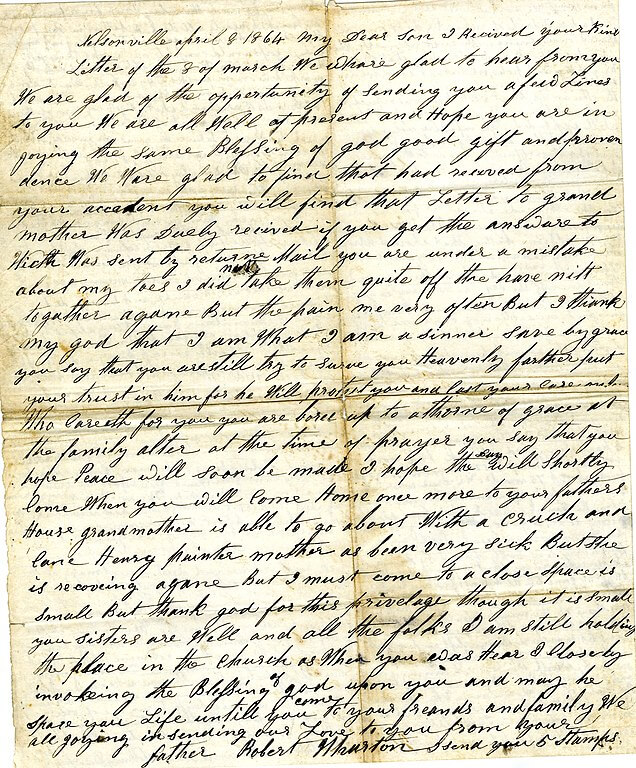 Nelsonville april 8 1864 My Dear Son I Recived your Kind
Letter of the 8 of march We whare glad to hear from you
We are glad of the opportunity of sending you a few Lines
to you We are all Well at present and Hope you are in
joying the same Blessing of god good gift and proven
dence We Ware glad to find that had receved from
your accedent you will find that Letter to grand
mother Has Dueby recived if you get the answare to
Hicth Was sent by returne Mail you are under a mistake
about my toes I did not take them quite off the have nitt
togather agane But the pain me very often But I thank
my god that I am What I am a sinner save by grace
you say that you are still try to surve you Heavenly farther put
your trust in him for he Will protect you and Cast your Care
Who Careeth for you you are bore up to a throne of grace at
the family alter at the time of prayer you say that you
hope Peace will soon be made I hope the day Will Shortly
Come When you will Come Home once more to your fathers
House grandmother is able to go about With a cruch and
Cane Henry painter mother as been very sick But she
is recoveing agane But I must come to a close space is
small But thank god for this privelage though it is small
you sisters are Well and all the folks I am still holding
the place in the church as When you was Hear I Closely
invokeing the Blessing of god upon you and may he
spare you Life untill you come to your freands and family We
all joying in sending our Love to you from your
father Robert Wharton I send you 5 Stamps.